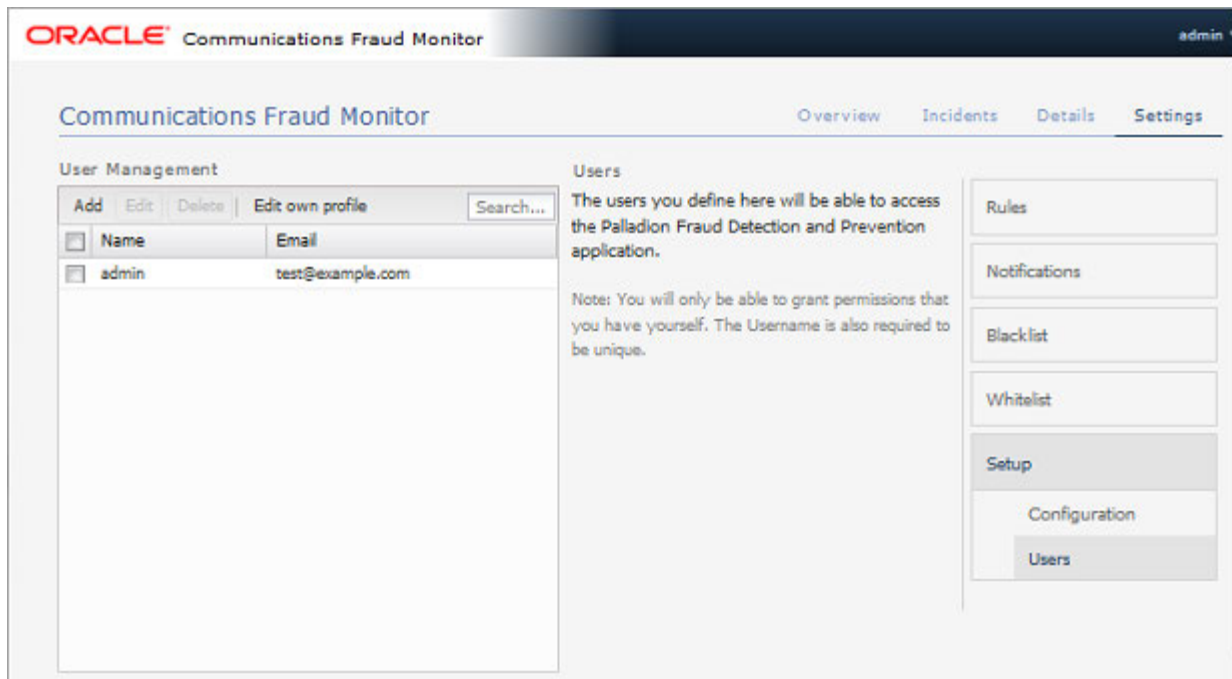 ORACLE Communications Fraud Monitor
admin
Communications Fraud Monitor
Overview Incidents Details Settings
User Management
Add Edit Delete Edit own profile Search...
Name Email
admin test@example.com
Users
The users you define here will be able to access
the Palladion Fraud Detection and Prevention
application.
Note: You will only be able to grant permissions that
you have yourself. The Username is also required to
be unique.
Rules
Notifications
Blacklist
Whitelist
Setup
Configuration
Users